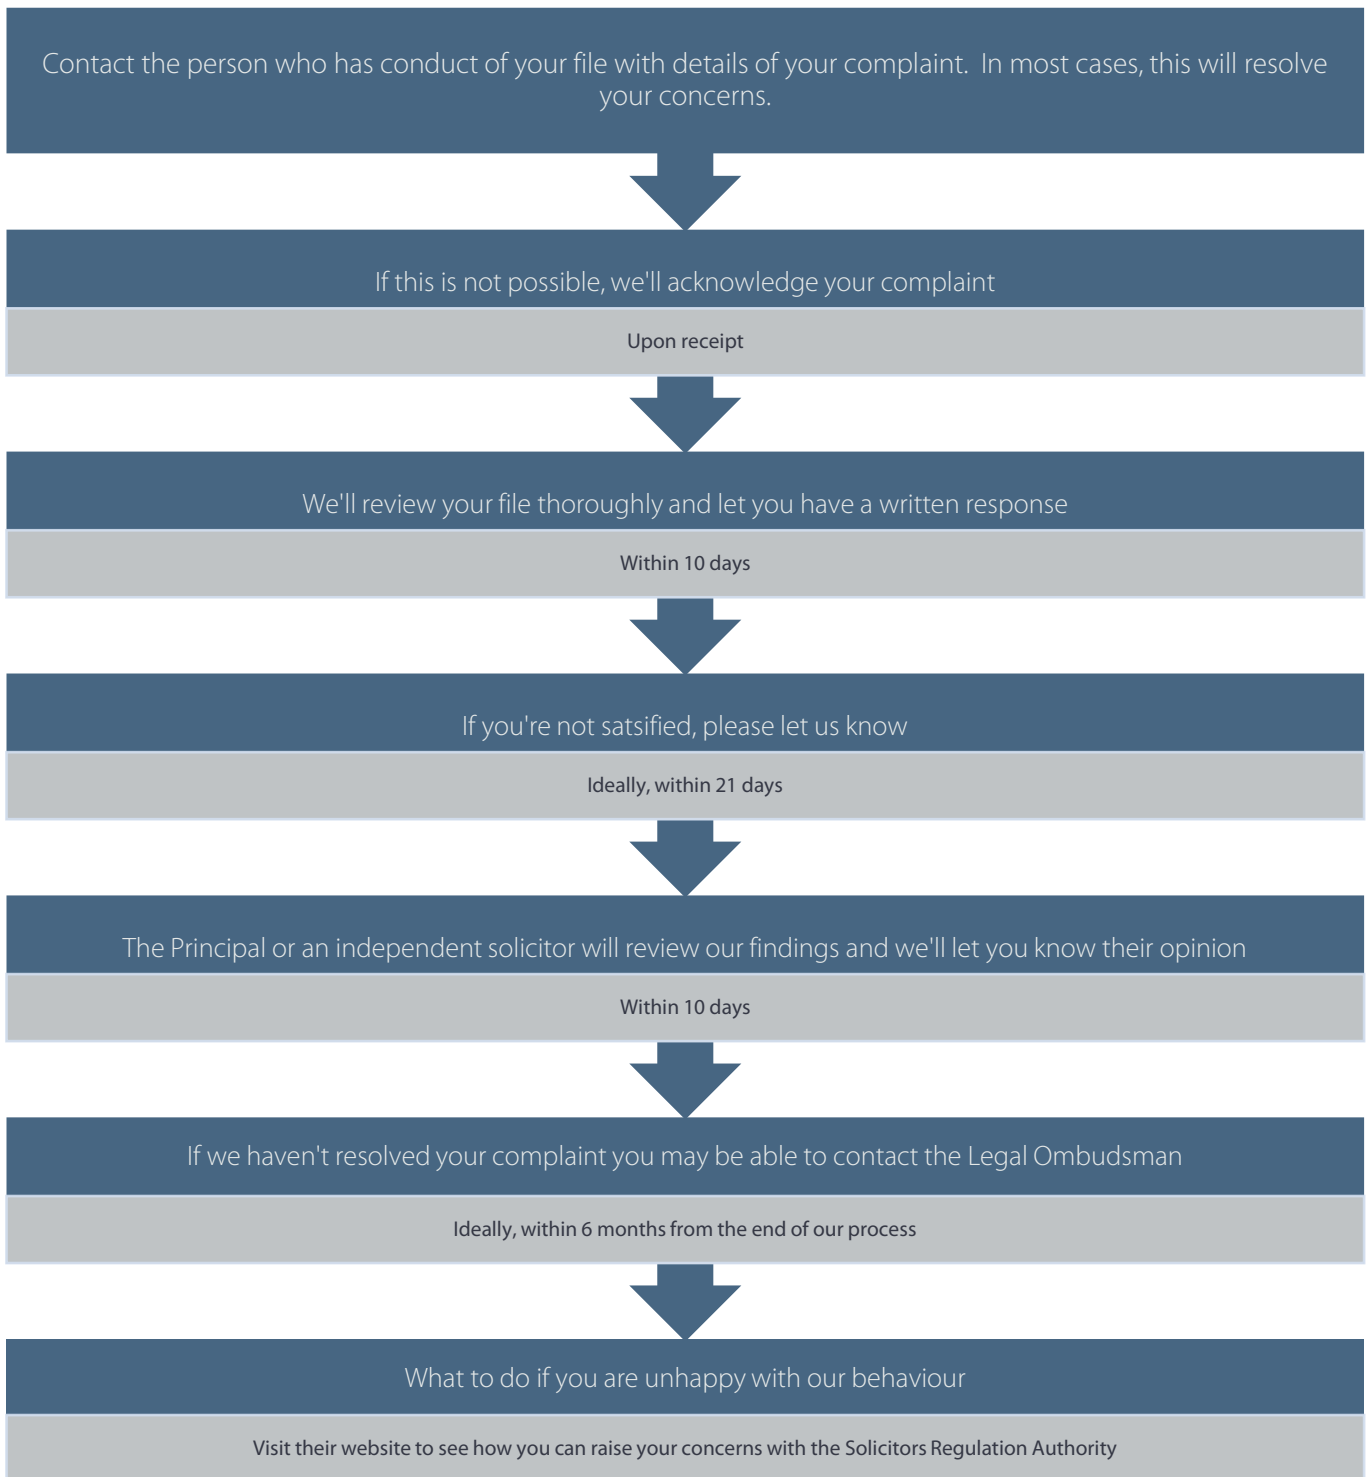 Contact the person who has conduct of your file with details of your complaint.  In most cases, this will resolve
your concerns.
If this is not possible, we'll acknowledge your complaint
Upon receipt
We'll review your file thoroughly and let you have a written response
Within 10 days
If you're not satsified, please let us know
Ideally, within 21 days
The Principal or an independent solicitor will review our findings and we'll let you know their opinion
Within 10 days
If we haven't resolved your complaint you may be able to contact the Legal Ombudsman
Ideally, within 6 months from the end of our process
What to do if you are unhappy with our behaviour
Visit their website to see how you can raise your concerns with the Solicitors Regulation Authority